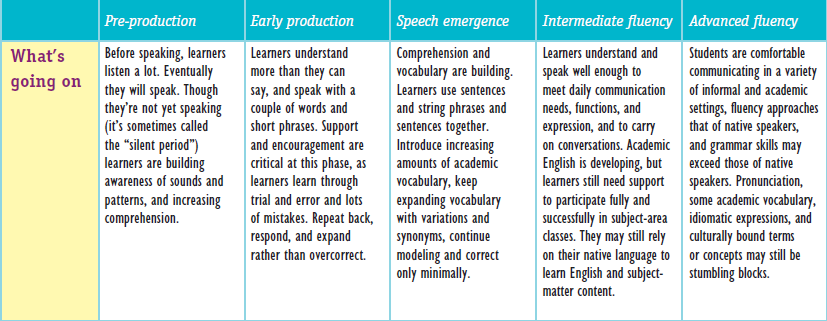 Pre-production
Early production
Speech emergence
Intermediate fluency
Advanced fluency
What's
going on
Before speaking, learners
listen a lot. Eventually
they will speak. Though
they're not yet speaking
(it's sometimes called
the "silent period")
learners are building
awareness of sounds and
patterns, and increasing
comprehension.
Learners understand
more than they can
say, and speak with a
couple of words and
short phrases. Support
and encouragement are
critical at this phase, as
learners learn through
trial and error and lots
of mistakes. Repeat back,
respond, and expand
rather than overcorrect.
Comprehension and
vocabulary are building.
Learners use sentences
and string phrases and
sentences together.
Introduce increasing
amounts of academic
vocabulary, keep
expanding vocabulary
with variations and
synonyms, continue
modeling and correct
only minimally.
Learners understand and
speak well enough to
meet daily communication
needs, functions, and
expression, and to carry
on conversations. Academic
English is developing, but
learners still need support
to participate fully and
successfully in subject-area
classes. They may still rely
on their native language to
learn English and subject-
matter content.
Students are comfortable
communicating in a variety
of informal and academic
settings, fluency approaches
that of native speakers,
and grammar skills may
exceed those of native
speakers. Pronunciation,
some academic vocabulary,
idiomatic expressions, and
culturally bound terms
or concepts may still be
stumbling blocks.